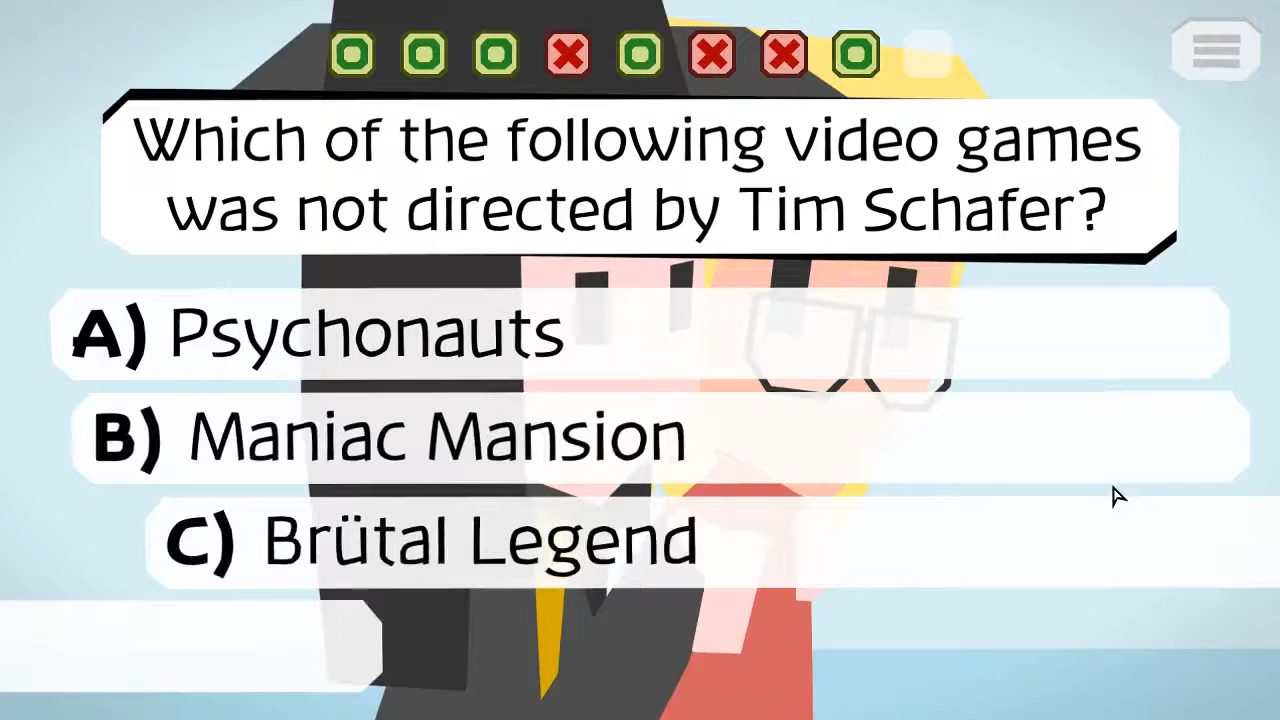 Which of the following video games
was not directed by Tim Schafer?
A) Psychonauts
B) Maniac Mansion
C) Brütal Legend